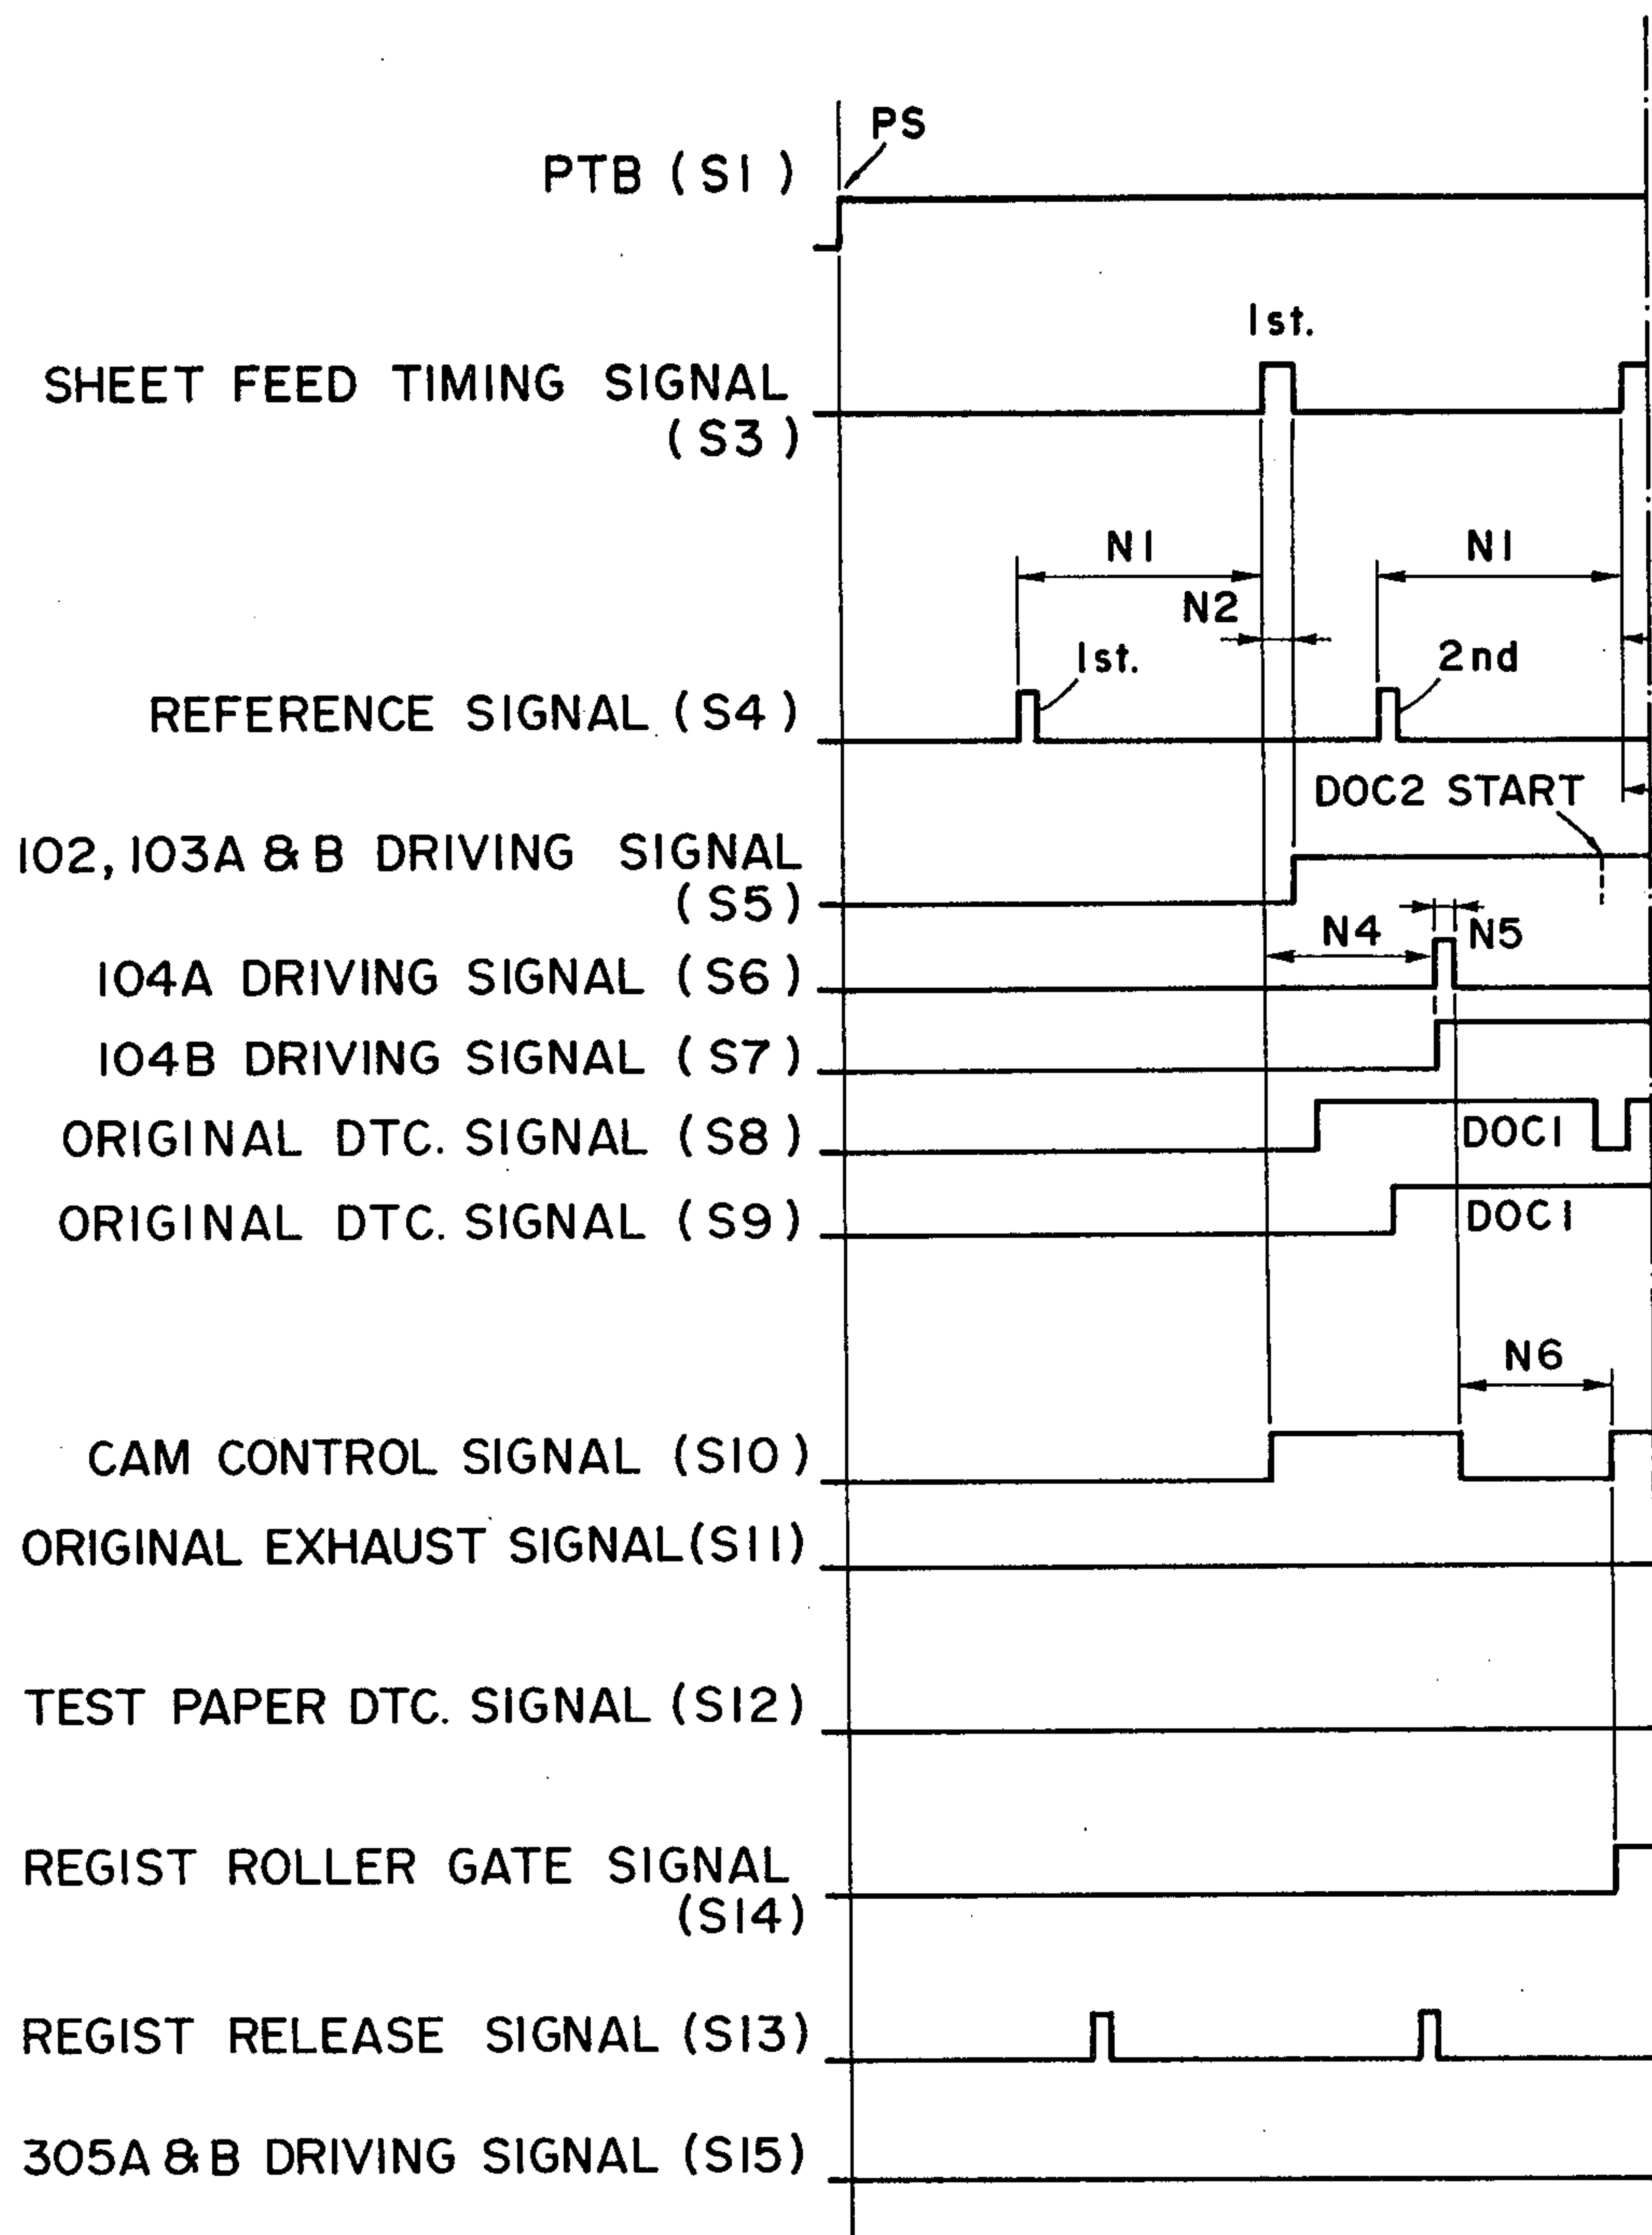 PS
PTB (S1)
1st.
SHEET FEED TIMING SIGNAL
(S3)
N1 N1
N2
1st. 2nd
REFERENCE SIGNAL (S4)
DOC2 START
102, 103A & B DRIVING SIGNAL
(S5)
N4 N5
104A DRIVING SIGNAL (S6)
104B DRIVING SIGNAL (S7)
ORIGINAL DTC. SIGNAL (S8) DOC1
ORIGINAL DTC. SIGNAL (S9) DOC1
N6
CAM CONTROL SIGNAL (S10)
ORIGINAL EXHAUST SIGNAL (S11)
TEST PAPER DTC. SIGNAL (S12)
REGIST ROLLER GATE SIGNAL
(S14)
REGIST RELEASE SIGNAL (S13)
305A & B DRIVING SIGNAL (S15)